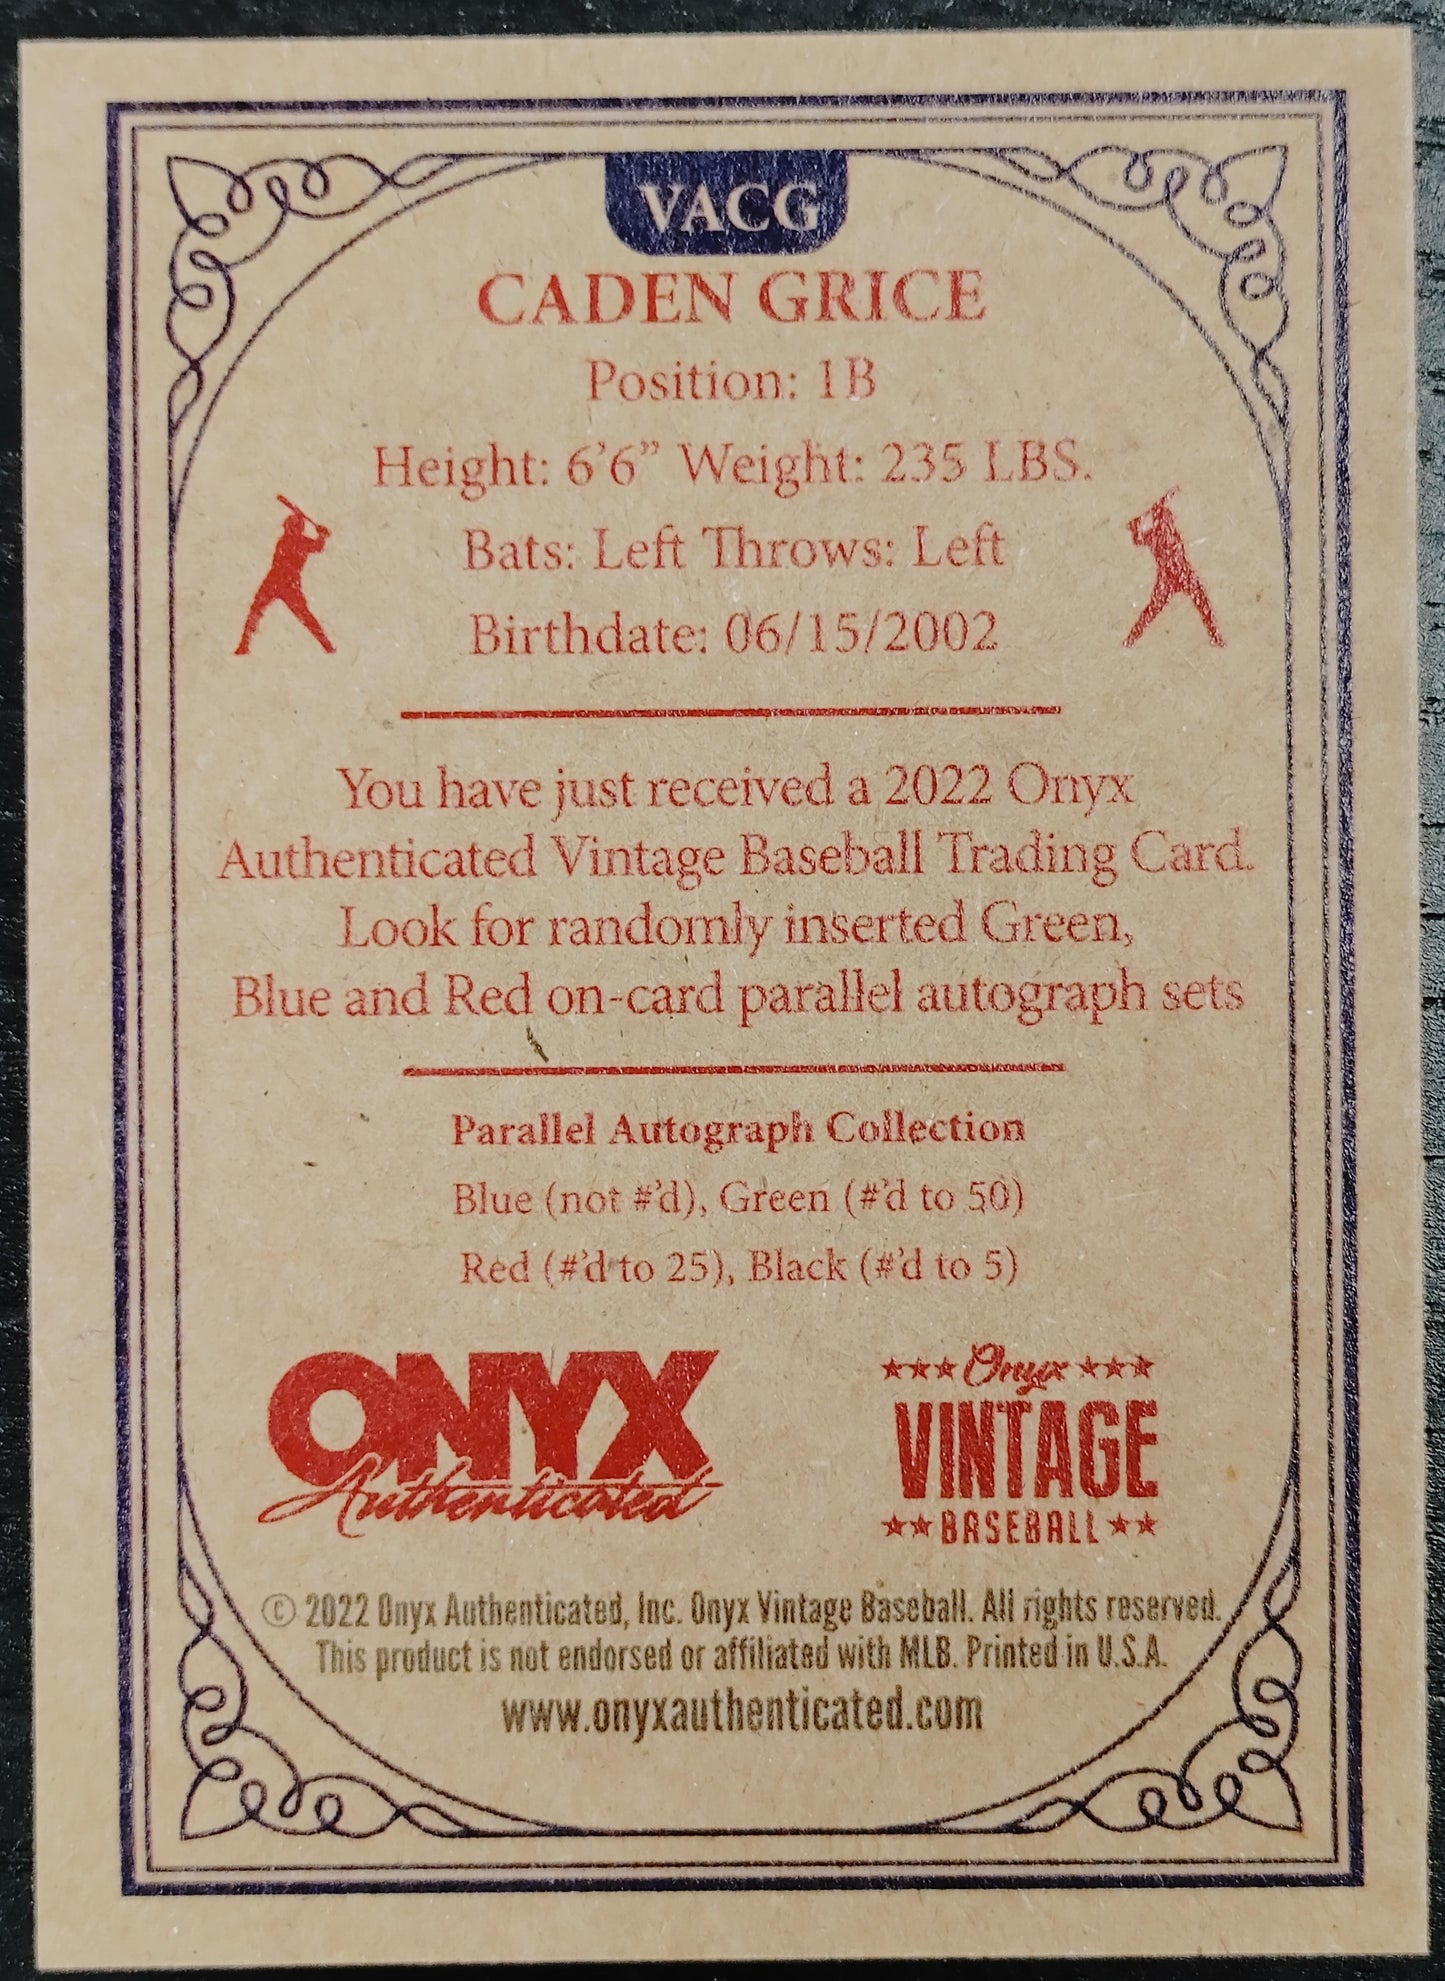 VACG
CADEN GRICE
Position: 1B
Height: 6’6” Weight: 235 LBS.
Bats: Left Throws: Left
Birthdate: 06/15/2002
You have just received a 2022 Onyx
Authenticated Vintage Baseball Trading Card.
Look for randomly inserted Green,
Blue and Red on-card parallel autograph sets
Parallel Autograph Collection
Blue (not #’d), Green (#’d to 50)
Red (#’d to 25), Black (#’d to 5)
ONYX
Authenticated
Onyx
VINTAGE
BASEBALL
© 2022 Onyx Authenticated, Inc. Onyx Vintage Baseball. All rights reserved.
This product is not endorsed or affiliated with MLB. Printed in U.S.A.
www.onyxauthenticated.com